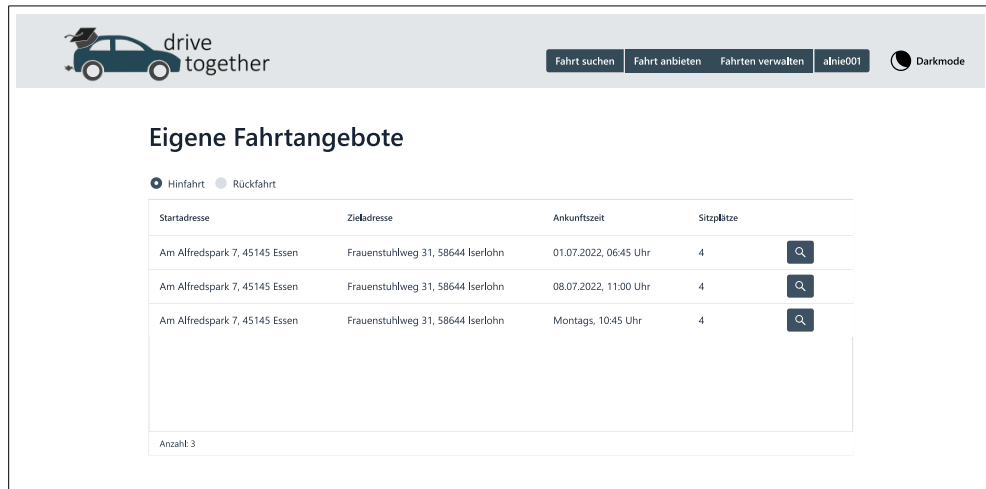 drive
together
Fahrt suchen Fahrt anbieten Fahrten verwalten alnie001 Darkmode
Eigene Fahrtangebote
Hinfahrt Rückfahrt
Startadresse Zieladresse Ankunftszeit Sitzplätze
Am Alfredspark 7, 45145 Essen Frauenstuhlweg 31, 58644 Iserlohn 01.07.2022, 06:45 Uhr 4
Am Alfredspark 7, 45145 Essen Frauenstuhlweg 31, 58644 Iserlohn 08.07.2022, 11:00 Uhr 4
Am Alfredspark 7, 45145 Essen Frauenstuhlweg 31, 58644 Iserlohn Montags, 10:45 Uhr 4
Anzahl: 3